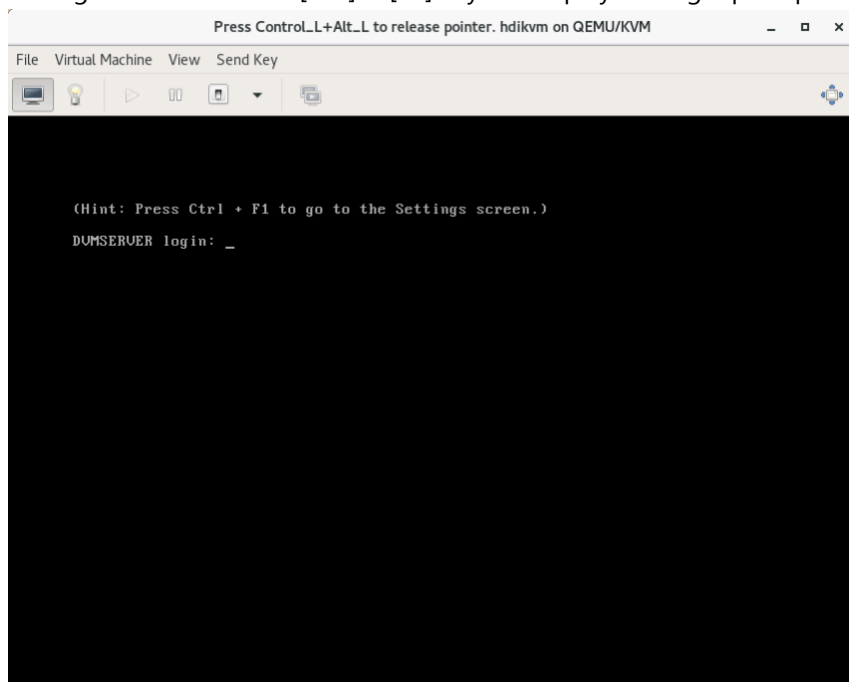 Press Control_L+Alt_L to release pointer. hdikvm on QEMU/KVM
File Virtual Machine View Send Key
(Hint: Press Ctrl + F1 to go to the Settings screen.)
DVMSERVER login: _